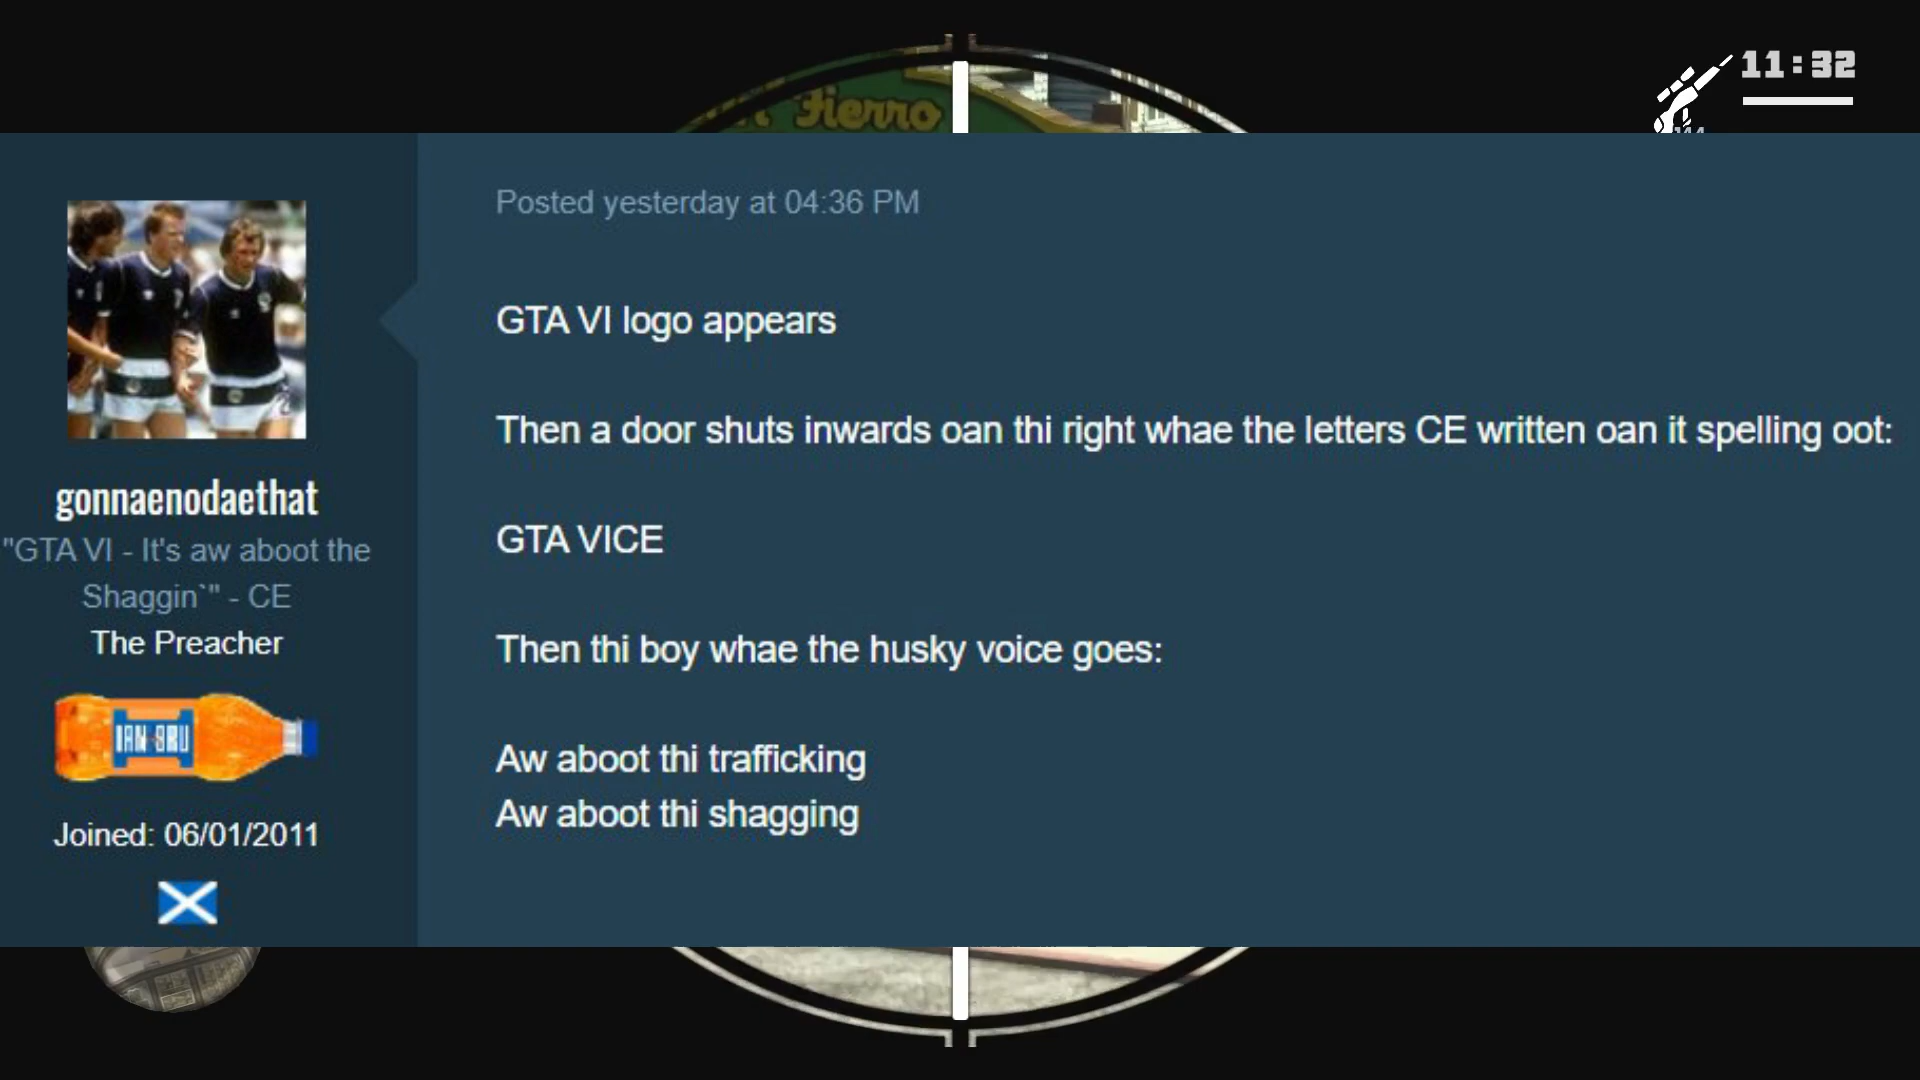 Fierro
11:32
Posted yesterday at 04:36 PM
GTA VI logo appears
Then a door shuts inwards oan thi right whae the letters CE written oan it spelling oot:
GTA VICE
Then thi boy whae the husky voice goes:
Aw aboot thi trafficking
Aw aboot thi shagging
gonnaenodaethat
"GTA VI - It's aw aboot the
Shaggin`" - CE
The Preacher
IRN-BRU
Joined: 06/01/2011